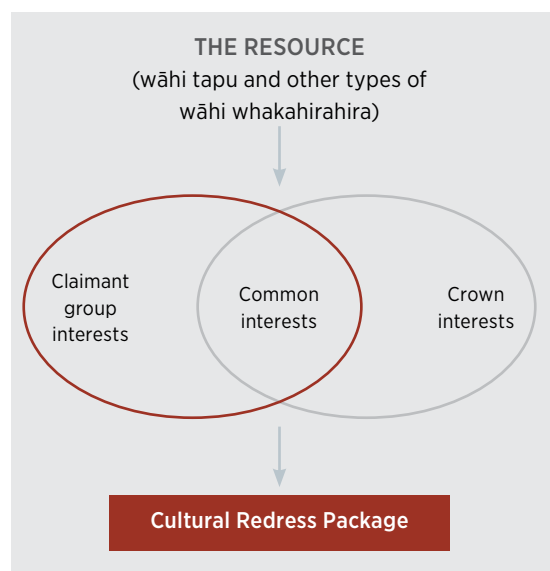 THE RESOURCE
(wāhi tapu and other types of
wāhi whakahirahira)
Claimant
group
interests
Common
interests
Crown
interests
Cultural Redress Package